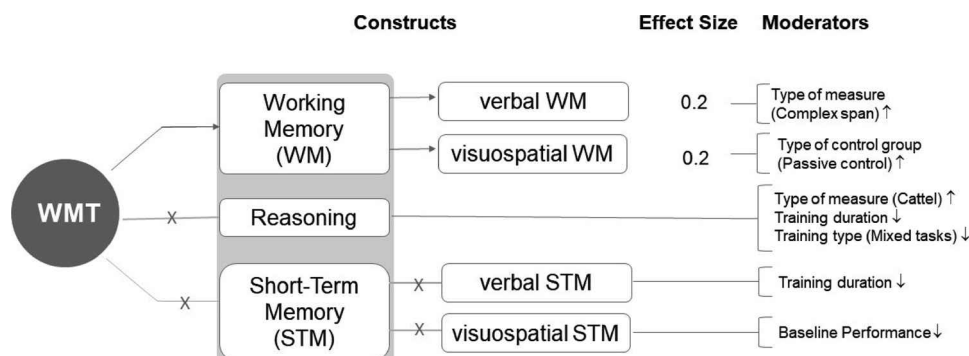 Constructs Effect Size Moderators
WMT
Working
Memory
(WM)
verbal WM
0.2
Type of measure
(Complex span) ↑
visuospatial WM
0.2
Type of control group
(Passive control) ↑
X
Reasoning
Type of measure (Cattel) ↑
Training duration ↓
Training type (Mixed tasks) ↓
X
Short-Term
Memory
(STM)
X
verbal STM
Training duration ↓
X
visuospatial STM
Baseline Performance↓